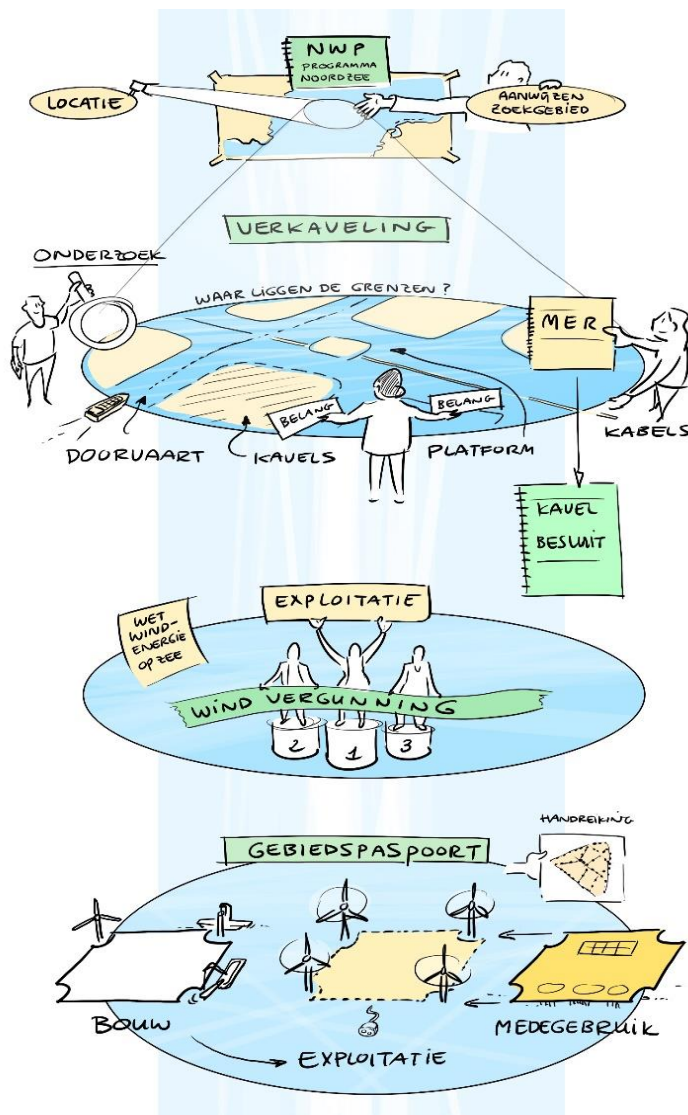 NWP
PROGRAMMA
NOORDZEE
LOCATIE
AANWIJZEN
ZOEKGEBIED
VERKAVELING
ONDERZOEK
WAAR LIGGEN DE GRENZEN?
MER
BELANG
BELANG
DOORVAART
KAVELS
PLATFORM
KABELS
KAVEL
BESLUIT
EXPLOITATIE
WET
WIND-
ENERGIE
OP ZEE
WIND VERGUNNING
2
1
3
HANDREIKING
GEBIEDSPASPOORT
BOUW
MEDEGEBRUIK
EXPLOITATIE